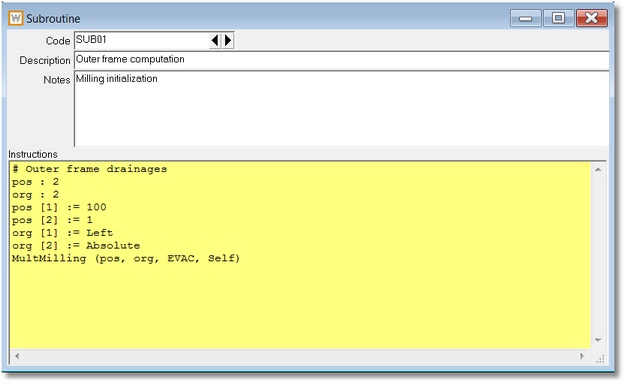 Subroutine
Code SUB01
Description Outer frame computation
Notes Milling initialization
Instructions
# Outer frame drainages
pos : 2
org : 2
pos [1] := 100
pos [2] := 1
org [1] := Left
org [2] := Absolute
MultMilling (pos, org, EVAC, Self)